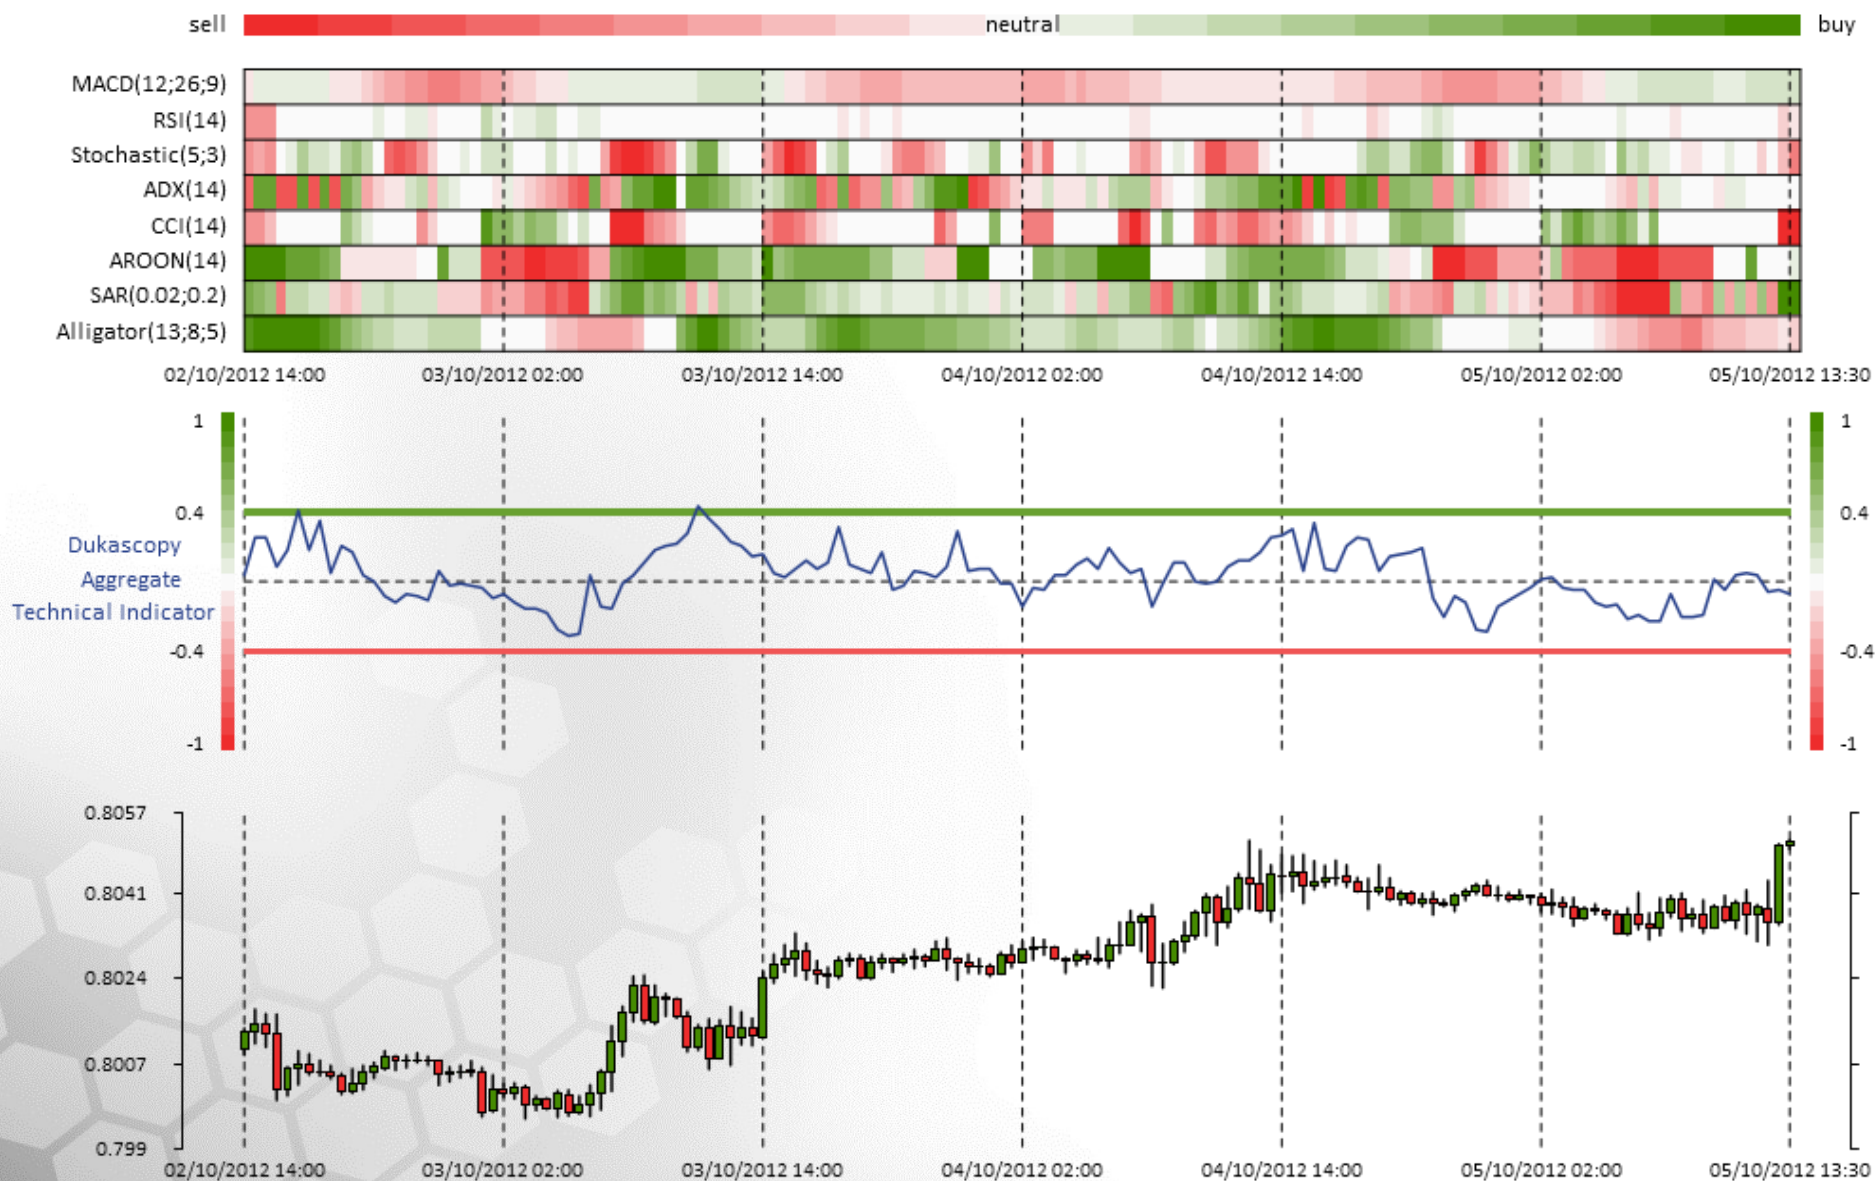 sell neutral buy
MACD(12;26;9)
RSI(14)
Stochastic(5;3)
ADX(14)
CCI(14)
AROON(14)
SAR(0.02;0.2)
Alligator(13;8;5)
02/10/2012 14:00 03/10/2012 02:00 03/10/2012 14:00 04/10/2012 02:00 04/10/2012 14:00 05/10/2012 02:00 05/10/2012 13:30
1 1
0.4 0.4
Dukascopy
Aggregate
Technical Indicator
-0.4 -0.4
-1 -1
0.8057
0.8041
0.8024
0.8007
0.799
02/10/2012 14:00 03/10/2012 02:00 03/10/2012 14:00 04/10/2012 02:00 04/10/2012 14:00 05/10/2012 02:00 05/10/2012 13:30